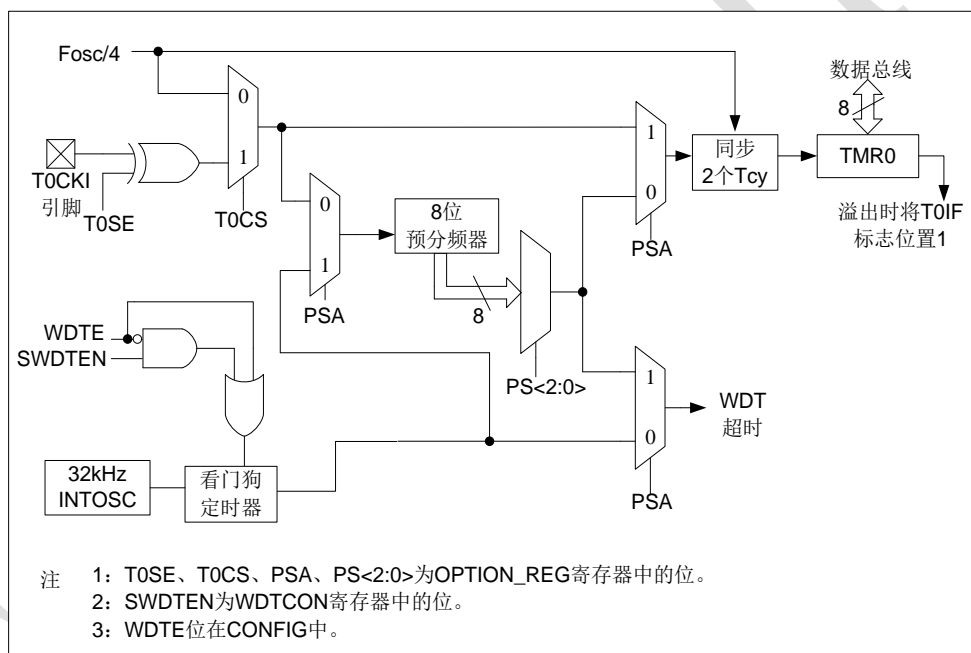 Fosc/4
数据总线
8
0
1
1
0
同步
2个Tcy
TMR0
T0CKI
引脚
T0SE
T0CS
0
1
8位
预分频器
PSA
溢出时将T0IF
标志位置1
PSA
8
WDTE
SWDTEN
PS<2:0>
1
0
WDT
超时
32kHz
INTOSC
看门狗
定时器
PSA
注 1：T0SE、T0CS、PSA、PS<2:0>为OPTION_REG寄存器中的位。
2：SWDTEN为WDTCON寄存器中的位。
3：WDTE位在CONFIG中。